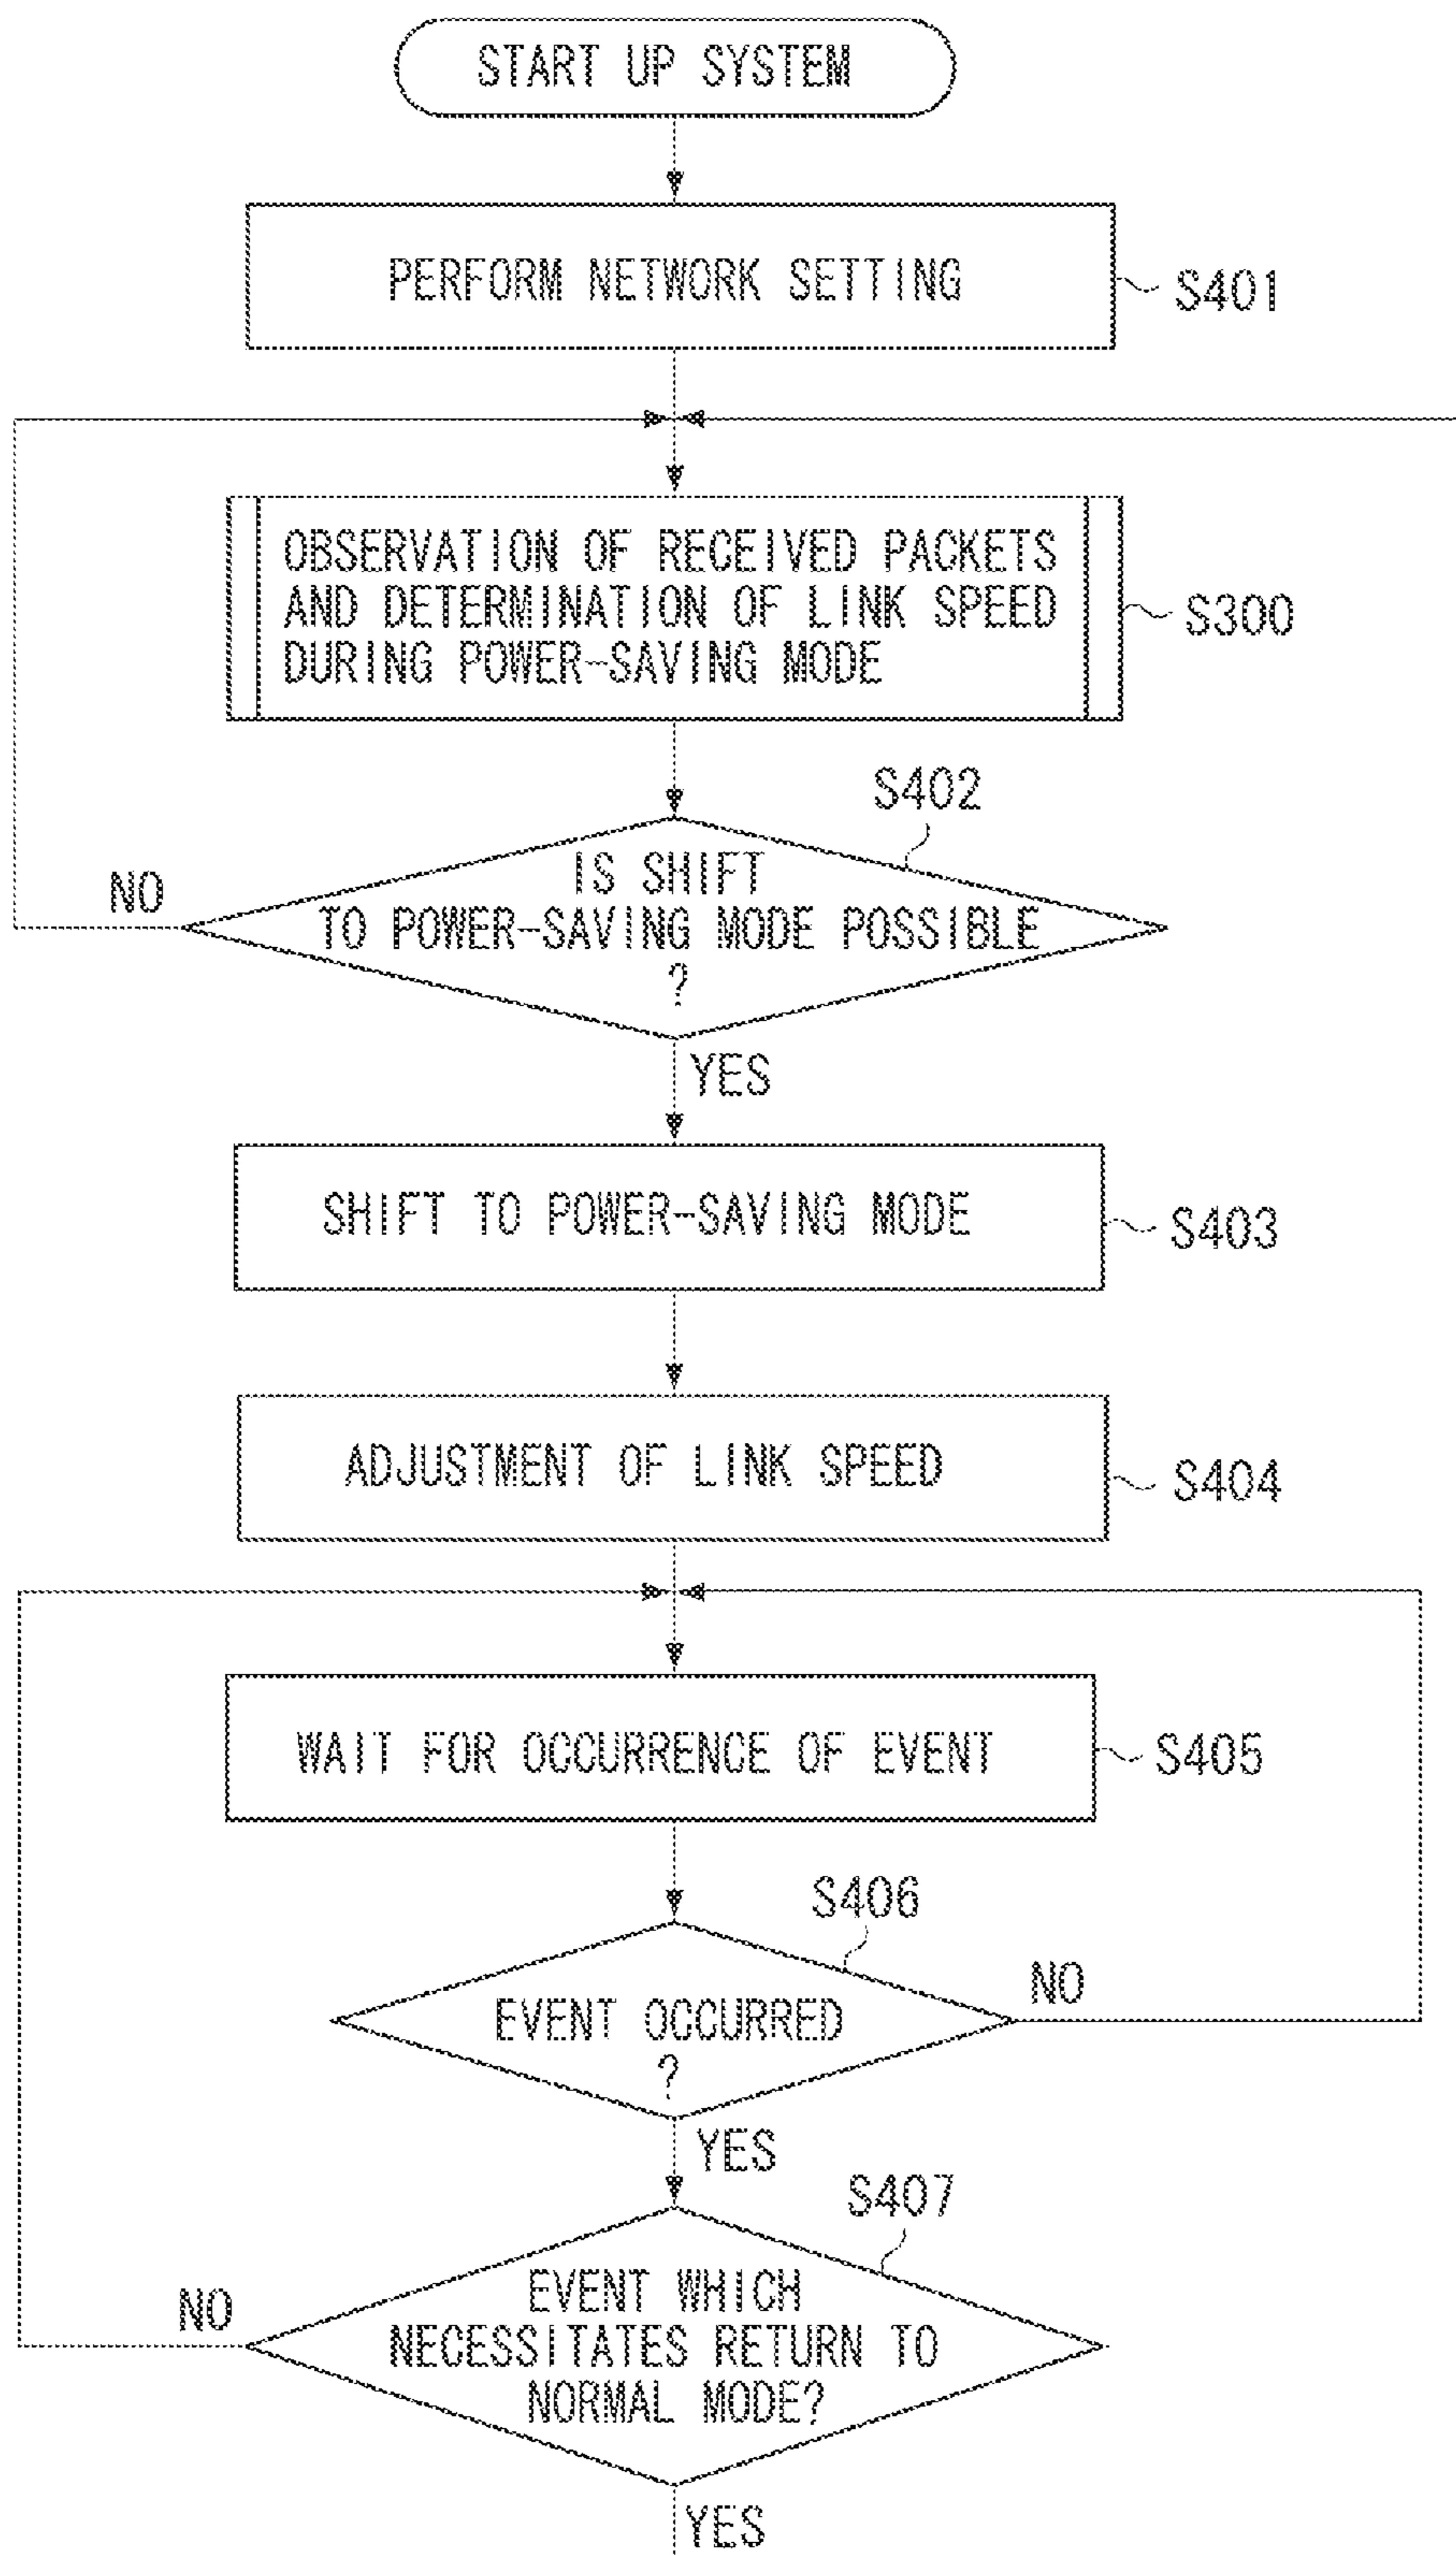 START UP SYSTEM
PERFORM NETWORK SETTING
S401
OBSERVATION OF RECEIVED PACKETS
AND DETERMINATION OF LINK SPEED
DURING POWER-SAVING MODE
S300
S402
IS SHIFT
TO POWER-SAVING MODE POSSIBLE
?
NO
YES
SHIFT TO POWER-SAVING MODE
S403
ADJUSTMENT OF LINK SPEED
S404
WAIT FOR OCCURRENCE OF EVENT
S405
S406
EVENT OCCURRED
?
NO
YES
S407
EVENT WHICH
NECESSITATES RETURN TO
NORMAL MODE?
NO
YES